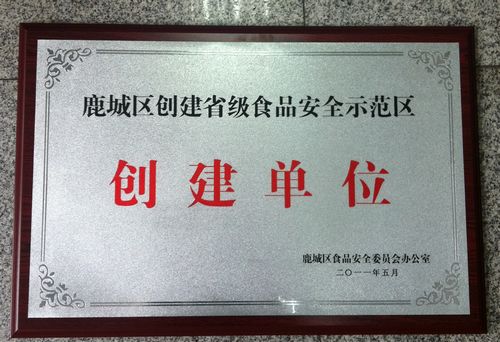 鹿城区创建省级食品安全示范区
创建单位
鹿城区食品安全委员会办公室
二〇一一年五月